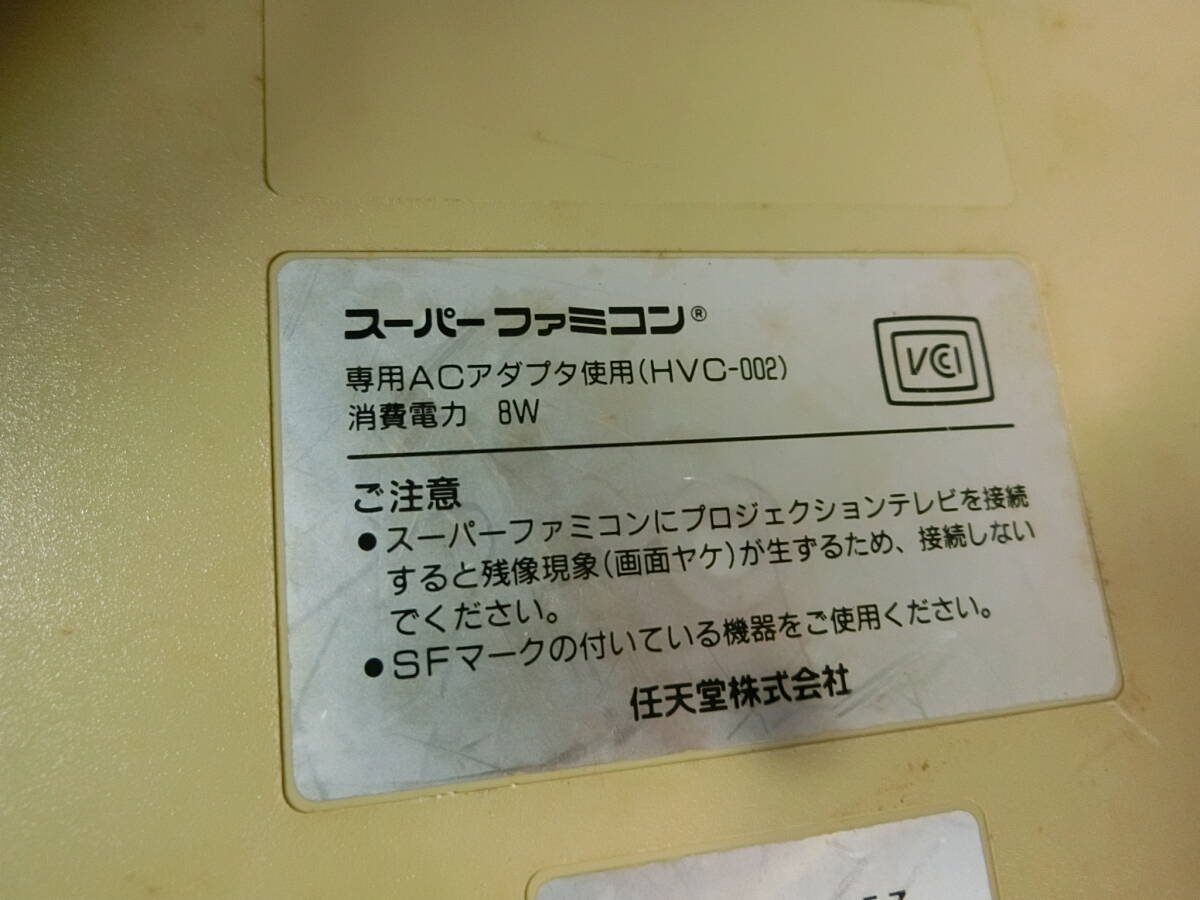 スーパーファミコン®
専用ACアダプタ使用(HVC-002)
消費電力 8W
VCCI
ご注意
●スーパーファミコンにプロジェクションテレビを接続
すると残像現象(画面ヤケ)が生ずるため、接続しない
でください。
●SFマークの付いている機器をご使用ください。
任天堂株式会社